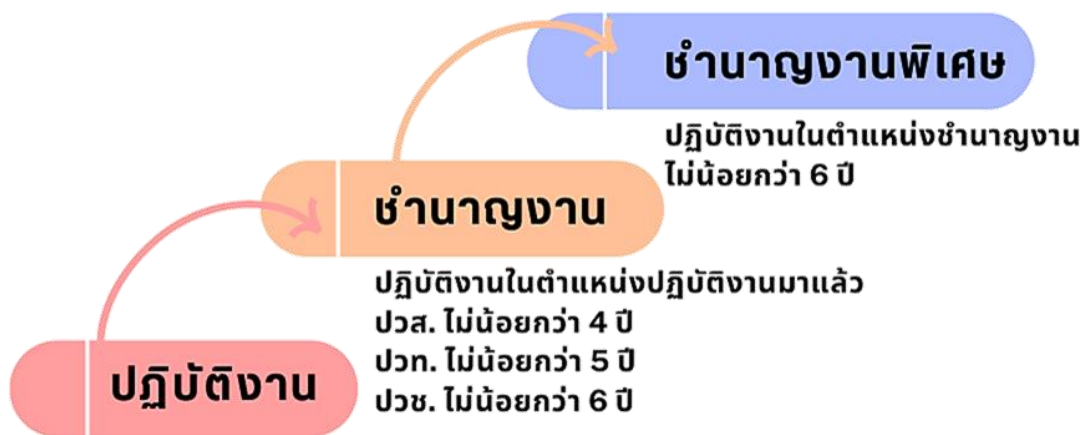 ชำนาญงานพิเศษ
ปฏิบัติงานในตำแหน่งชำนาญงาน
ไม่น้อยกว่า 6 ปี
ชำนาญงาน
ปฏิบัติงานในตำแหน่งปฏิบัติงานมาแล้ว
ปวส. ไม่น้อยกว่า 4 ปี
ปวท. ไม่น้อยกว่า 5 ปี
ปวช. ไม่น้อยกว่า 6 ปี
ปฏิบัติงาน